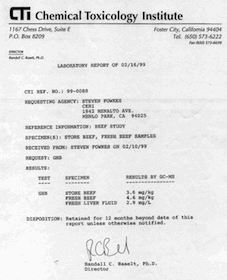 CTI Chemical Toxicology Institute
1167 Chess Drive, Suite E
P.O. Box 8209
Foster City, California 94404
Tel. (650) 573-6222
DIRECTOR
Randall C. Baselt, Ph.D.
LABORATORY REPORT OF 02/16/99
CTI REF. NO.: 99-0088
REQUESTING AGENCY: STEVEN FOWKES
CERI
MENLO PARK, CA 94025
REFERENCE INFORMATION: BEEF STUDY
SPECIMEN(S): STORE BEEF, FRESH BEEF SAMPLES
RECEIVED FROM: STEVEN FOWKES ON 02/10/99
REQUEST: GHB
RESULTS:
TEST SPECIMEN RESULTS BY GC-MS
GHB STORE BEEF 3.6 mg/kg
FRESH BEEF 4.6 mg/kg
FRESH LIVER FLUID 2.9 mg/L
DISPOSITION: Retained for 12 months beyond date of this
report unless otherwise notified.
Randall C. Baselt, Ph.D.
Director